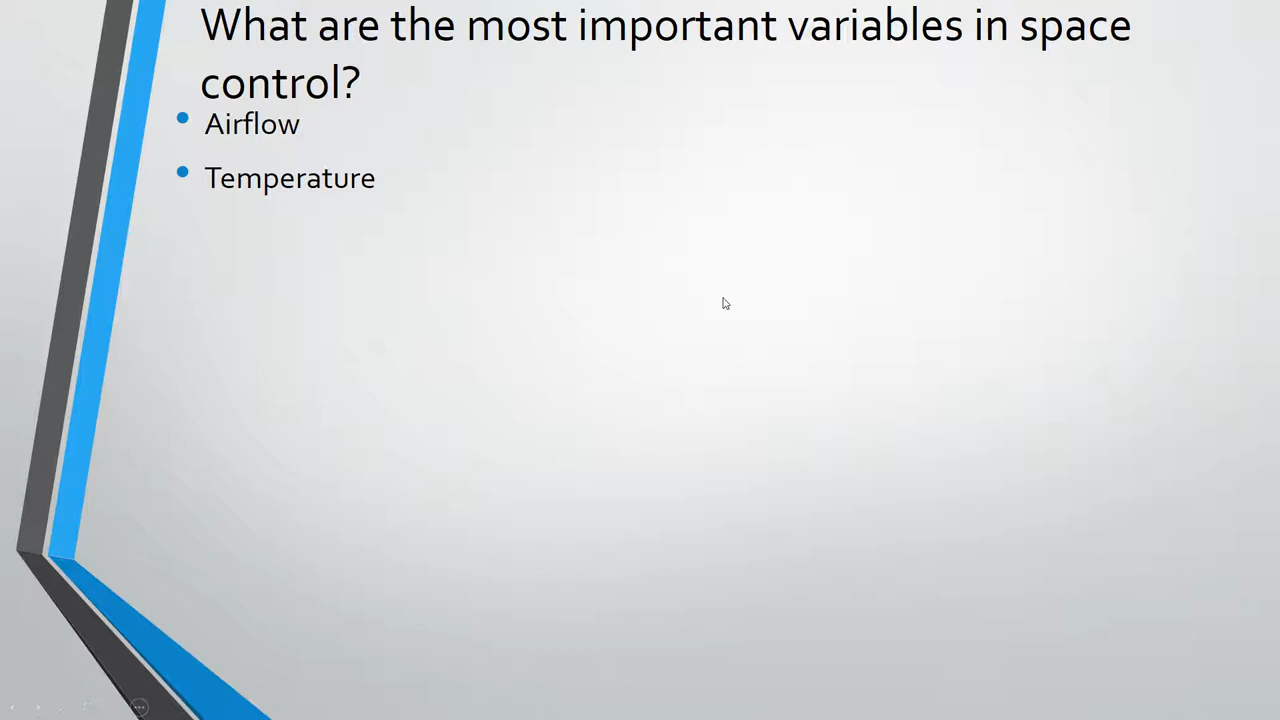 What are the most important variables in space
control?
Airflow
Temperature